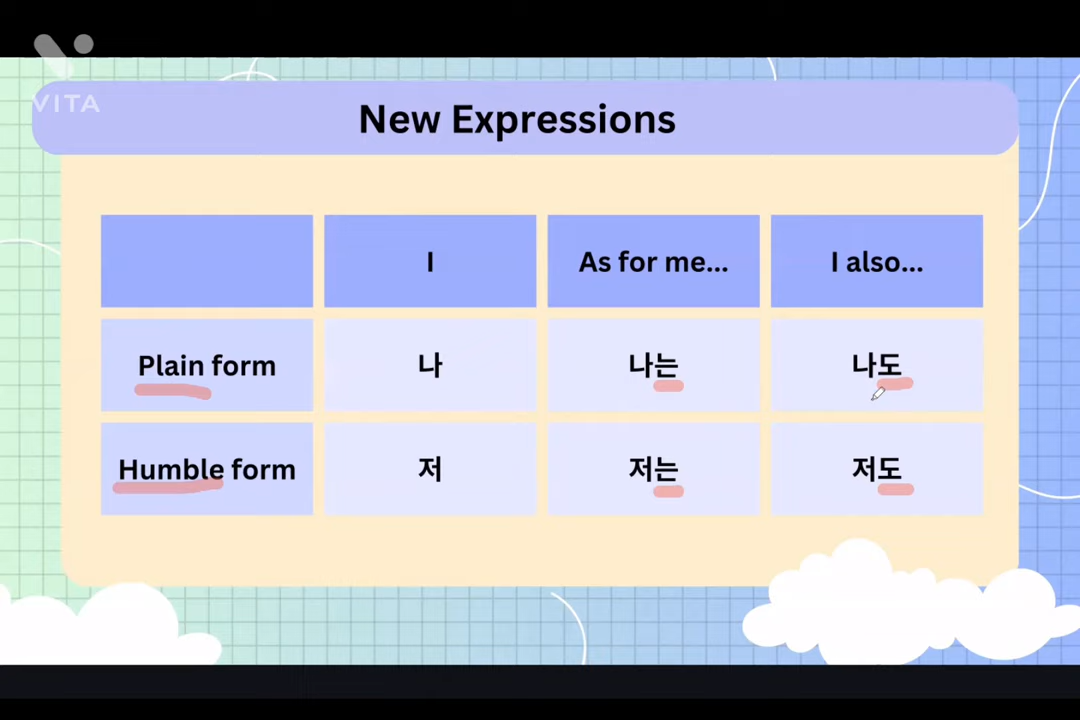 VITA
New Expressions
I
As for me...
I also...
Plain form
나
나는
나도
Humble form
저
저는
저도